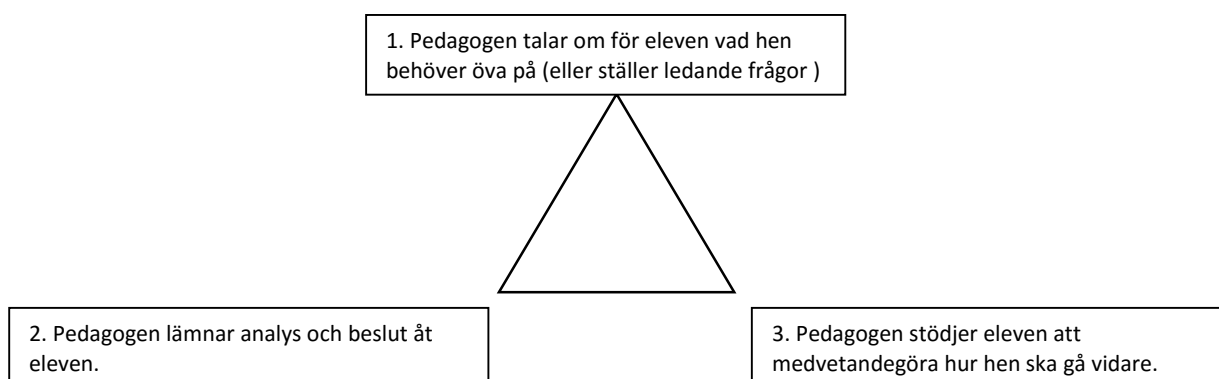 1. Pedagogen talar om för eleven vad hen
behöver öva på (eller ställer ledande frågor )
2. Pedagogen lämnar analys och beslut åt
eleven.
3. Pedagogen stödjer eleven att
medvetandegöra hur hen ska gå vidare.